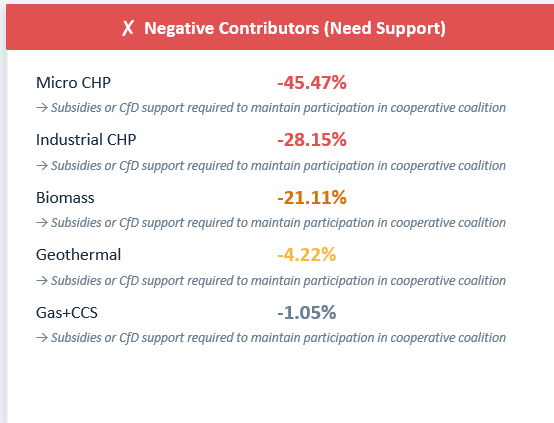 ✗ Negative Contributors (Need Support)
Micro CHP -45.47%
→ Subsidies or CfD support required to maintain participation in cooperative coalition
Industrial CHP -28.15%
→ Subsidies or CfD support required to maintain participation in cooperative coalition
Biomass -21.11%
→ Subsidies or CfD support required to maintain participation in cooperative coalition
Geothermal -4.22%
→ Subsidies or CfD support required to maintain participation in cooperative coalition
Gas+CCS -1.05%
→ Subsidies or CfD support required to maintain participation in cooperative coalition